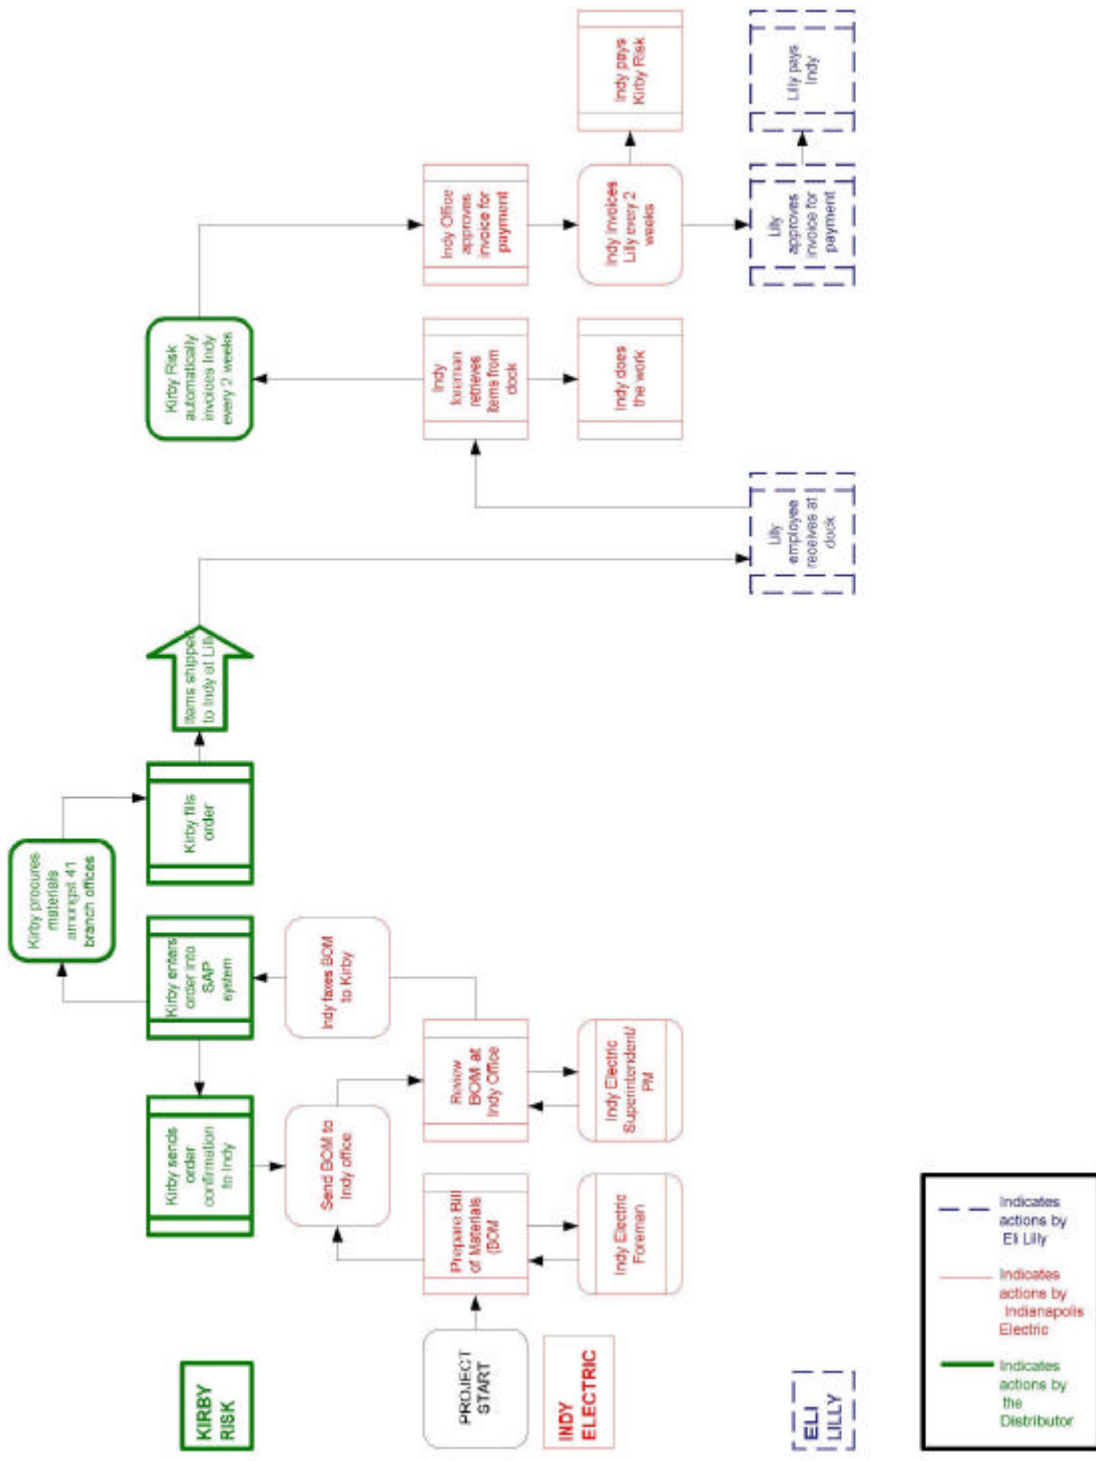 KIRBY
RISK
Kirby sends
order
confirmation
to Indy
Kirby enters
order into
SAP
system
Kirby procures
materials
amongst 41
branch offices
Kirby fills
order
Items shipped
to Indy at Lilly
Kirby Risk
automatically
invoices Indy
every 2 weeks
PROJECT
START
INDY
ELECTRIC
Prepare Bill
of Materials
(BOM
Indy Electric
Foreman
Send BOM to
Indy office
Review
BOM at
Indy Office
Indy Electric
Superintendent/
PM
Indy faxes BOM
to Kirby
Indy
foreman
retrieves
items from
dock
Indy does
the work
Indy Office
approves
invoice for
payment
Indy invoices
Lilly every 2
weeks
Indy pays
Kirby Risk
ELI
LILLY
Lilly
employee
receives at
dock
Lilly
approves
invoice for
payment
Lilly pays
Indy
Indicates
actions by
the
Distributor
Indicates
actions by
Indianapolis
Electric
Indicates
actions by
Eli Lilly